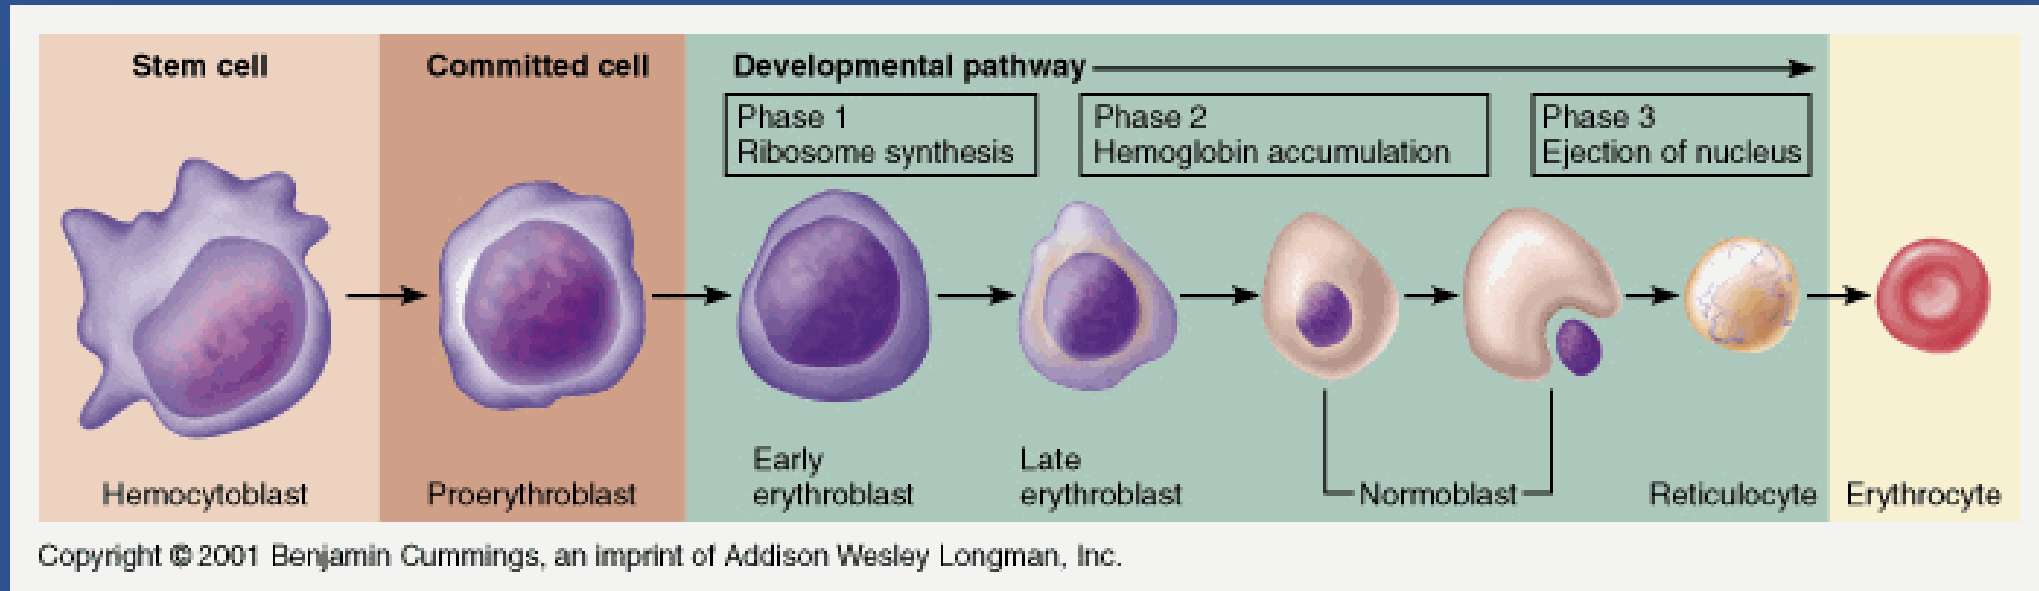 Stem cell
Committed cell
Developmental pathway
Phase 1
Ribosome synthesis
Phase 2
Hemoglobin accumulation
Phase 3
Ejection of nucleus
Hemocytoblast
Proerythroblast
Early
erythroblast
Late
erythroblast
Normoblast
Reticulocyte
Erythrocyte
Copyright © 2001 Benjamin Cummings, an imprint of Addison Wesley Longman, Inc.